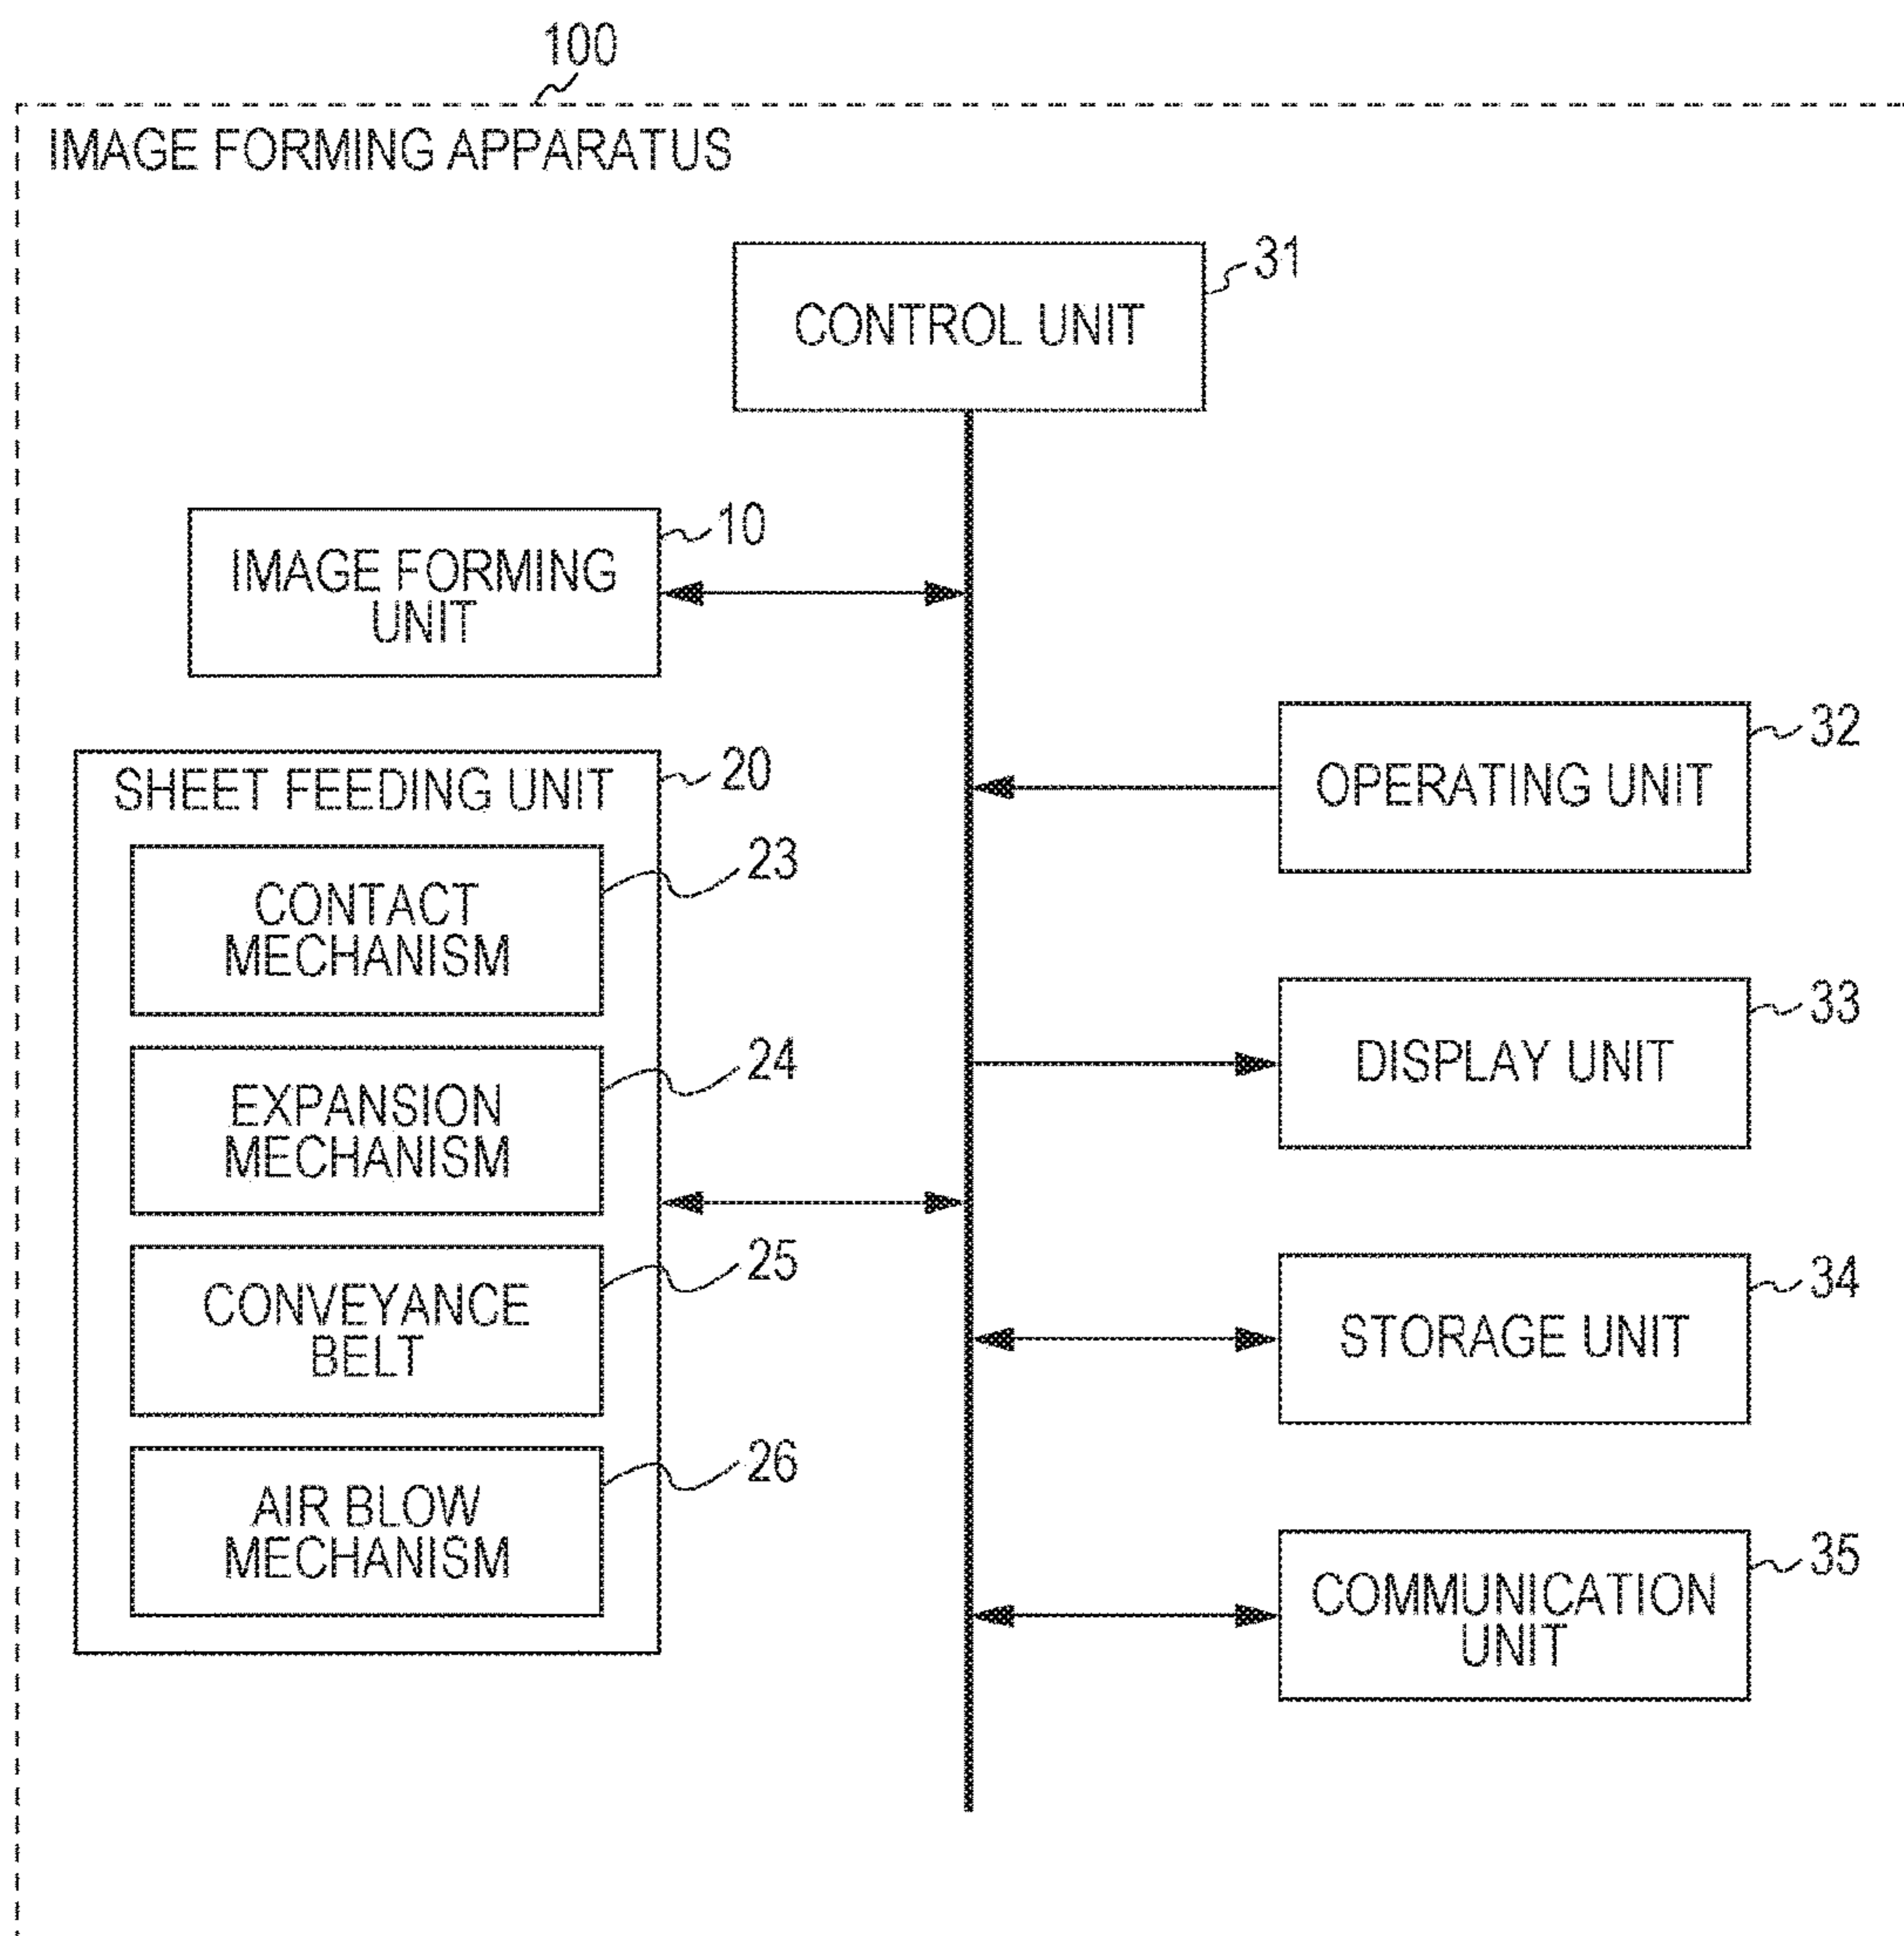 100
IMAGE FORMING APPARATUS
31
CONTROL UNIT
10
IMAGE FORMING
UNIT
32
OPERATING UNIT
20
SHEET FEEDING UNIT
23
CONTACT
MECHANISM
33
DISPLAY UNIT
24
EXPANSION
MECHANISM
25
CONVEYANCE
BELT
34
STORAGE UNIT
26
AIR BLOW
MECHANISM
35
COMMUNICATION
UNIT